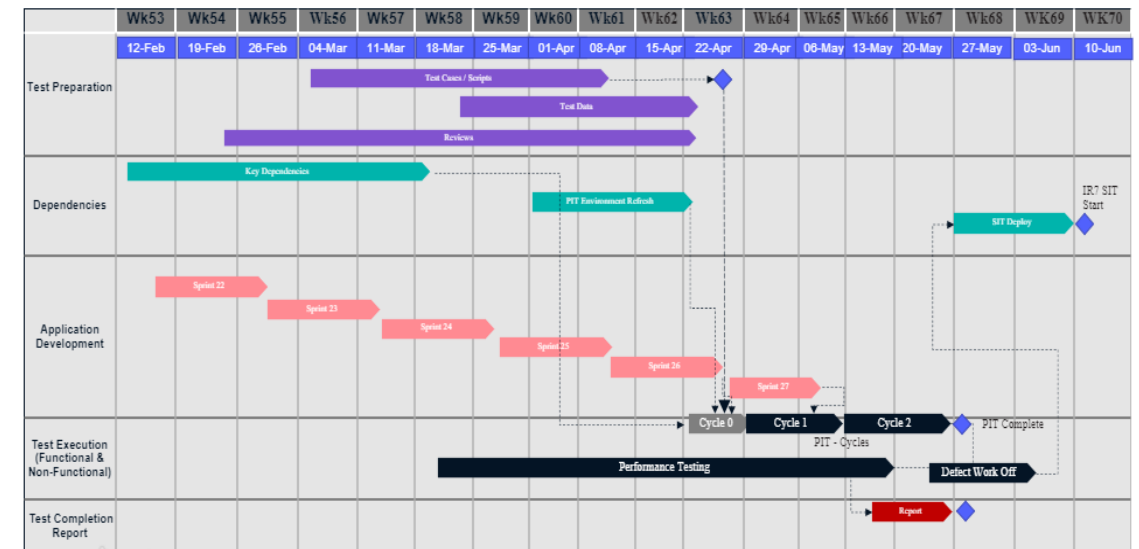 Wk53 Wk54 Wk55 Wk56 Wk57 Wk58 Wk59 Wk60 Wk61 Wk62 Wk63 Wk64 Wk65 Wk66 Wk67 Wk68 WK69 WK70
12-Feb 19-Feb 26-Feb 04-Mar 11-Mar 18-Mar 25-Mar 01-Apr 08-Apr 15-Apr 22-Apr 29-Apr 06-May 13-May 20-May 27-May 03-Jun 10-Jun
Test Preparation
Test Cases / Scripts
Test Data
Reviews
Dependencies
Key Dependencies
PIT Environment Refresh
SIT Deploy
IR7 SIT
Start
Application
Development
Sprint 22
Sprint 23
Sprint 24
Sprint 25
Sprint 26
Sprint 27
Test Execution
(Functional &
Non-Functional)
Cycle 0
Cycle 1
Cycle 2
PIT Complete
PIT - Cycles
Performance Testing
Defect Work Off
Test Completion
Report
Report